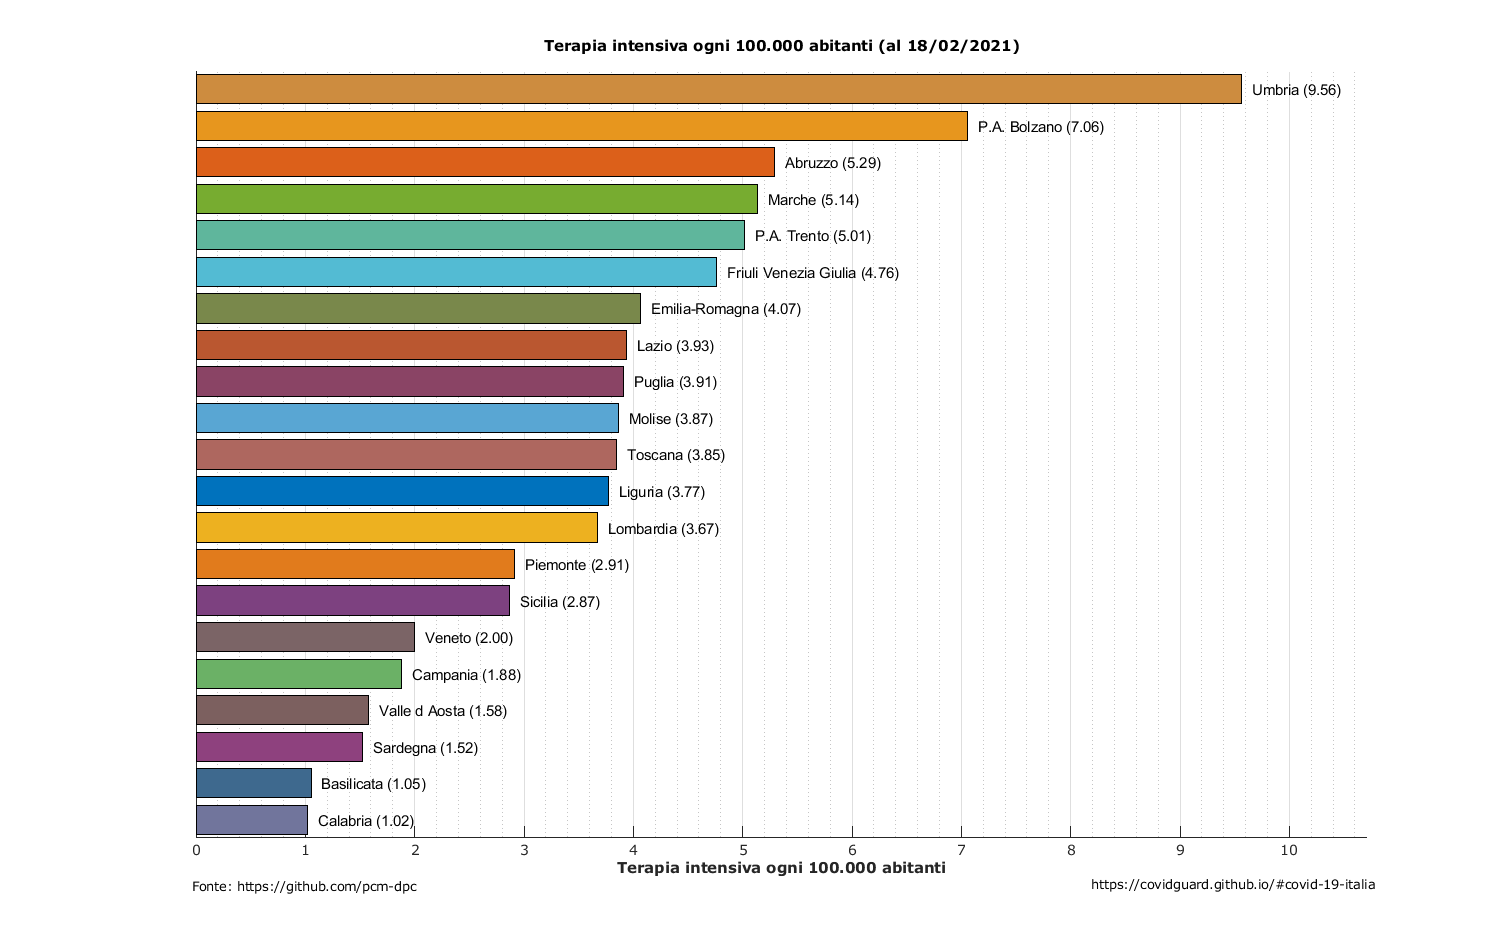 Terapia intensiva ogni 100.000 abitanti (al 18/02/2021)
Umbria (9.56)
P.A. Bolzano (7.06)
Abruzzo (5.29)
Marche (5.14)
P.A. Trento (5.01)
Friuli Venezia Giulia (4.76)
Emilia-Romagna (4.07)
Lazio (3.93)
Puglia (3.91)
Molise (3.87)
Toscana (3.85)
Liguria (3.77)
Lombardia (3.67)
Piemonte (2.91)
Sicilia (2.87)
Veneto (2.00)
Campania (1.88)
Valle d Aosta (1.58)
Sardegna (1.52)
Basilicata (1.05)
Calabria (1.02)
0 1 2 3 4 5 6 7 8 9 10
Terapia intensiva ogni 100.000 abitanti
Fonte: https://github.com/pcm-dpc
https://covidguard.github.io/#covid-19-italia